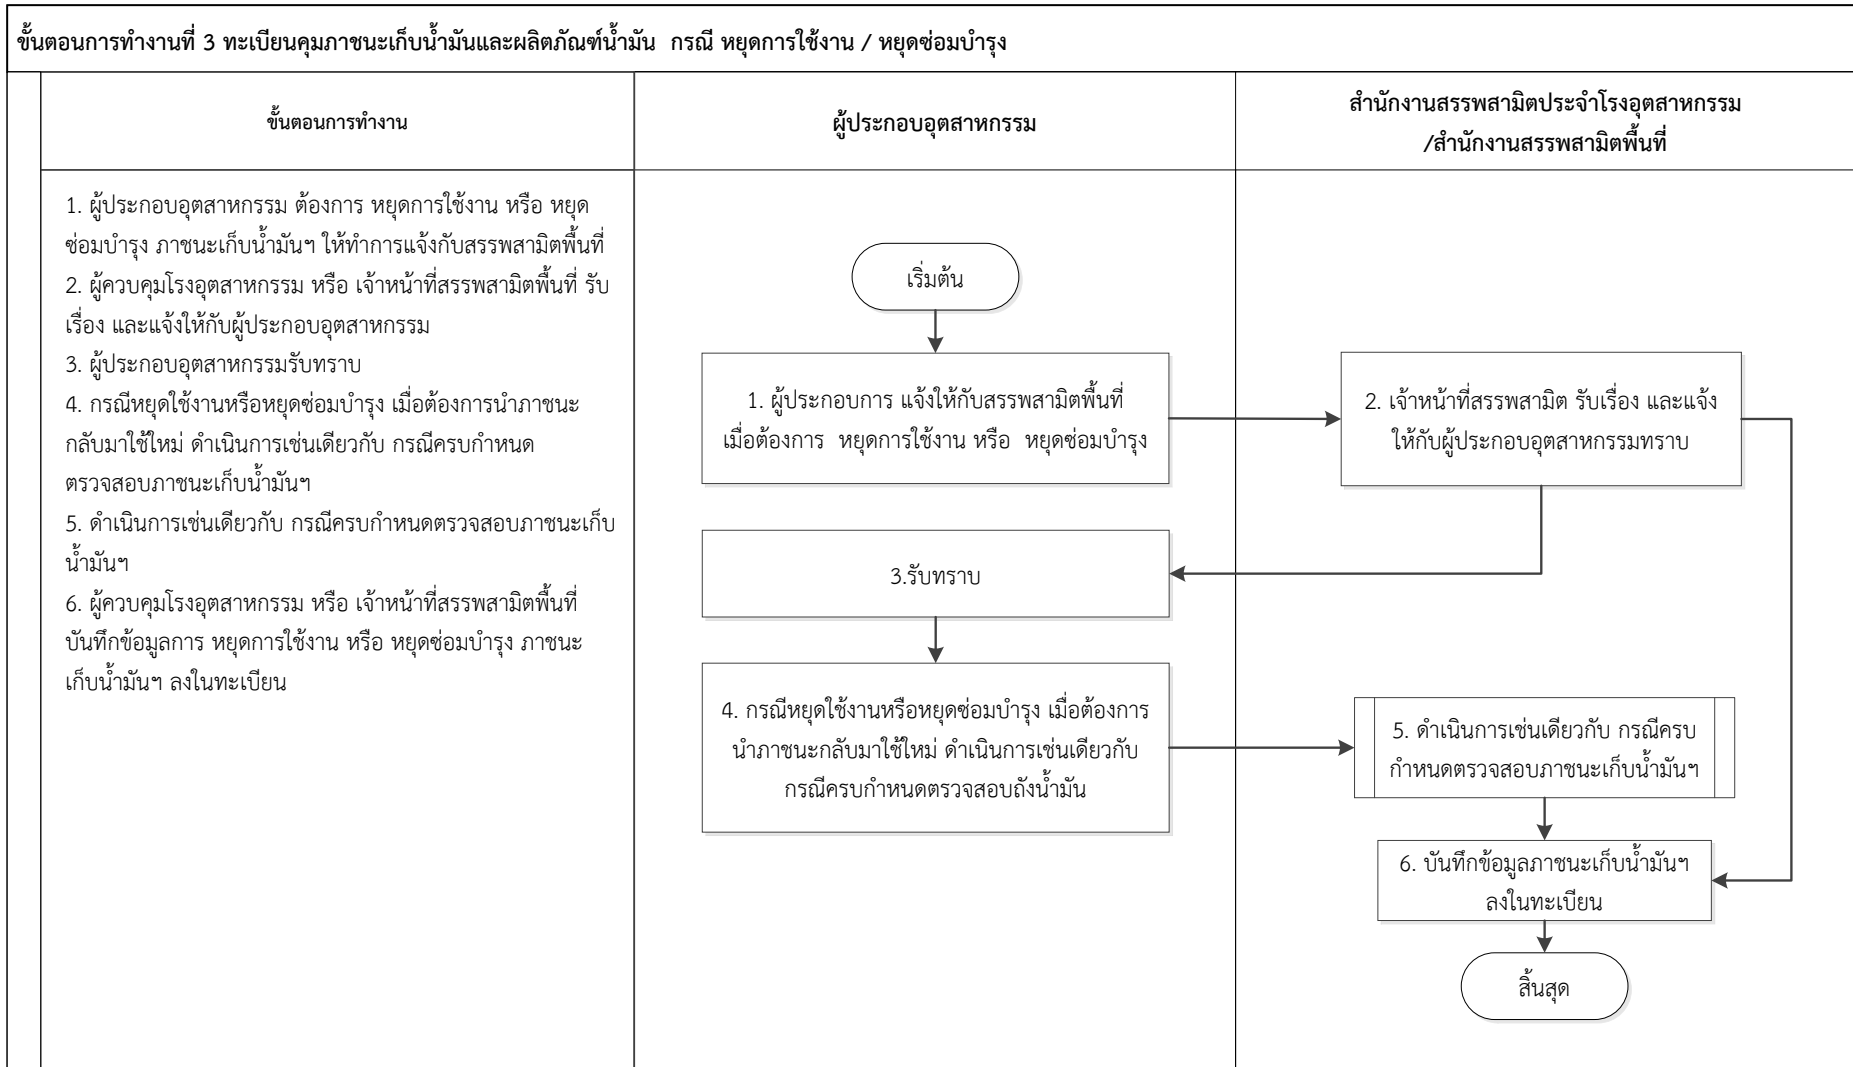 ขั้นตอนการทำงานที่ 3 ทะเบียนคุมภาชนะเก็บน้ำมันและผลิตภัณฑ์น้ำมัน กรณี หยุดการใช้งาน / หยุดซ่อมบำรุง
ขั้นตอนการทำงาน
ผู้ประกอบอุตสาหกรรม
สำนักงานสรรพสามิตประจำโรงอุตสาหกรรม
/สำนักงานสรรพสามิตพื้นที่
1. ผู้ประกอบอุตสาหกรรม ต้องการ หยุดการใช้งาน หรือ หยุด
ซ่อมบำรุง ภาชนะเก็บน้ำมันฯ ให้ทำการแจ้งกับสรรพสามิตพื้นที่
2. ผู้ควบคุมโรงอุตสาหกรรม หรือ เจ้าหน้าที่สรรพสามิตพื้นที่ รับ
เรื่อง และแจ้งให้กับผู้ประกอบอุตสาหกรรม
3. ผู้ประกอบอุตสาหกรรมรับทราบ
4. กรณีหยุดใช้งานหรือหยุดซ่อมบำรุง เมื่อต้องการนำภาชนะ
กลับมาใช้ใหม่ ดำเนินการเช่นเดียวกับ กรณีครบกำหนด
ตรวจสอบภาชนะเก็บน้ำมันฯ
5. ดำเนินการเช่นเดียวกับ กรณีครบกำหนดตรวจสอบภาชนะเก็บ
น้ำมันฯ
6. ผู้ควบคุมโรงอุตสาหกรรม หรือ เจ้าหน้าที่สรรพสามิตพื้นที่
บันทึกข้อมูลการ หยุดการใช้งาน หรือ หยุดซ่อมบำรุง ภาชนะ
เก็บน้ำมันฯ ลงในทะเบียน
เริ่มต้น
1. ผู้ประกอบการ แจ้งให้กับสรรพสามิตพื้นที่
เมื่อต้องการ หยุดการใช้งาน หรือ หยุดซ่อมบำรุง
2. เจ้าหน้าที่สรรพสามิต รับเรื่อง และแจ้ง
ให้กับผู้ประกอบอุตสาหกรรมทราบ
3.รับทราบ
4. กรณีหยุดใช้งานหรือหยุดซ่อมบำรุง เมื่อต้องการ
นำภาชนะกลับมาใช้ใหม่ ดำเนินการเช่นเดียวกับ
กรณีครบกำหนดตรวจสอบถังน้ำมัน
5. ดำเนินการเช่นเดียวกับ กรณีครบ
กำหนดตรวจสอบภาชนะเก็บน้ำมันฯ
6. บันทึกข้อมูลภาชนะเก็บน้ำมันฯ
ลงในทะเบียน
สิ้นสุด